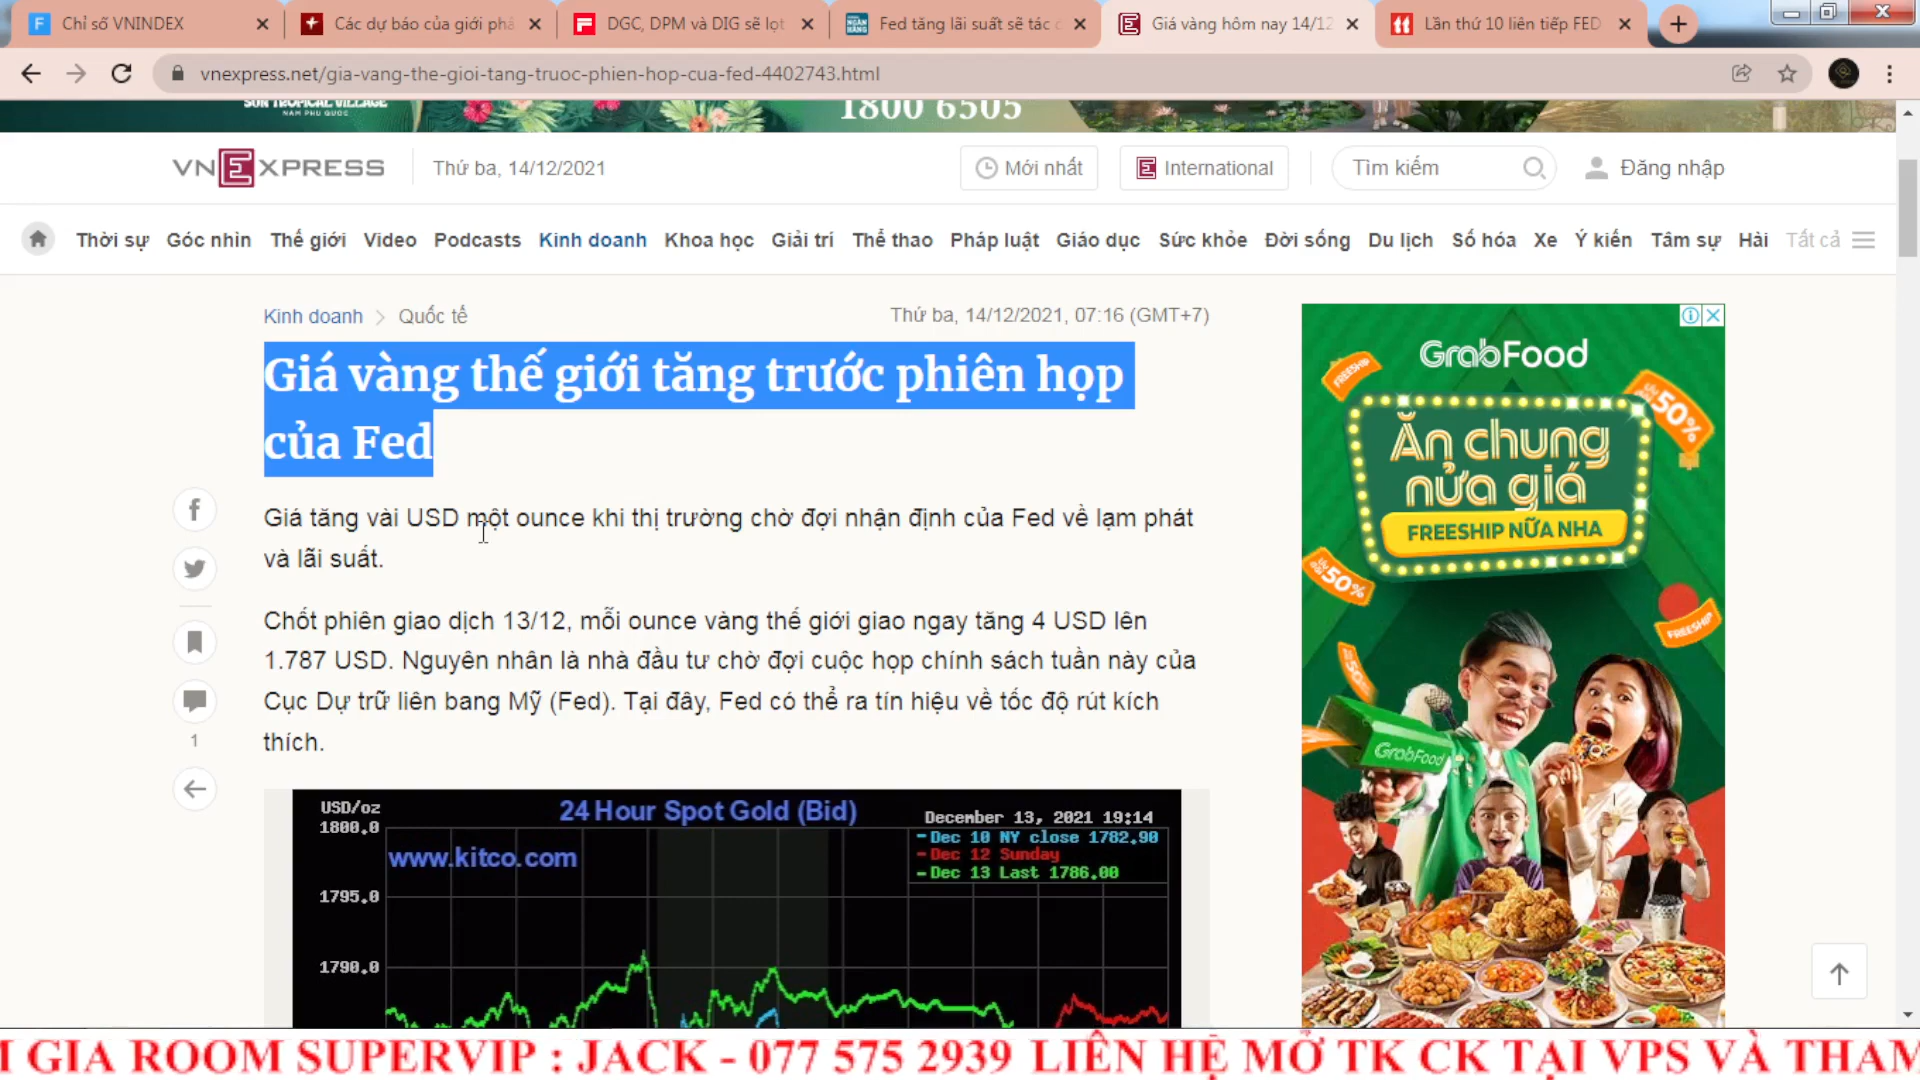 Chỉ số VNINDEX
Các dự báo của giới ph
DGC, DPM và DIG sẽ lọt
Fed tăng lãi suất sẽ tác
Giá vàng hôm nay 14/12
Lần thứ 10 liên tiếp FED
vnexpress.net/gia-vang-the-gioi-tang-truoc-phien-hop-cua-fed-4402743.html
SUN TROPICAL VILLAGE
NAM PHU QUOC
1800 6505
VNEXPRESS
Thứ ba, 14/12/2021
Mới nhất
International
Tìm kiếm
Đăng nhập
Thời sự Góc nhìn Thế giới Video Podcasts Kinh doanh Khoa học Giải trí Thể thao Pháp luật Giáo dục Sức khỏe Đời sống Du lịch Số hóa Xe Ý kiến Tâm sự Hài Tất cả
Kinh doanh > Quốc tế
Thứ ba, 14/12/2021, 07:16 (GMT+7)
Giá vàng thế giới tăng trước phiên họp
của Fed
Giá tăng vài USD một ounce khi thị trường chờ đợi nhận định của Fed về lạm phát
và lãi suất.
Chốt phiên giao dịch 13/12, mỗi ounce vàng thế giới giao ngay tăng 4 USD lên
1.787 USD. Nguyên nhân là nhà đầu tư chờ đợi cuộc họp chính sách tuần này của
Cục Dự trữ liên bang Mỹ (Fed). Tại đây, Fed có thể ra tín hiệu về tốc độ rút kích
thích.
1
USD/oz
24 Hour Spot Gold (Bid)
December 13, 2021 19:14
1800.0
Dec 10 NY close 1782.90
www.kitco.com
Dec 12 Sunday
Dec 13 Last 1786.00
1795.0
1790.0
GrabFood
FREESHIP
50%
Ăn chung
nửa giá
FREESHIP NỮA NHA
50%
FREESHIP
50%
GrabFood
M GIA ROOM SUPERVIP : JACK - 077 575 2939 LIÊN HỆ MỞ TK CK TẠI VPS VÀ THAM